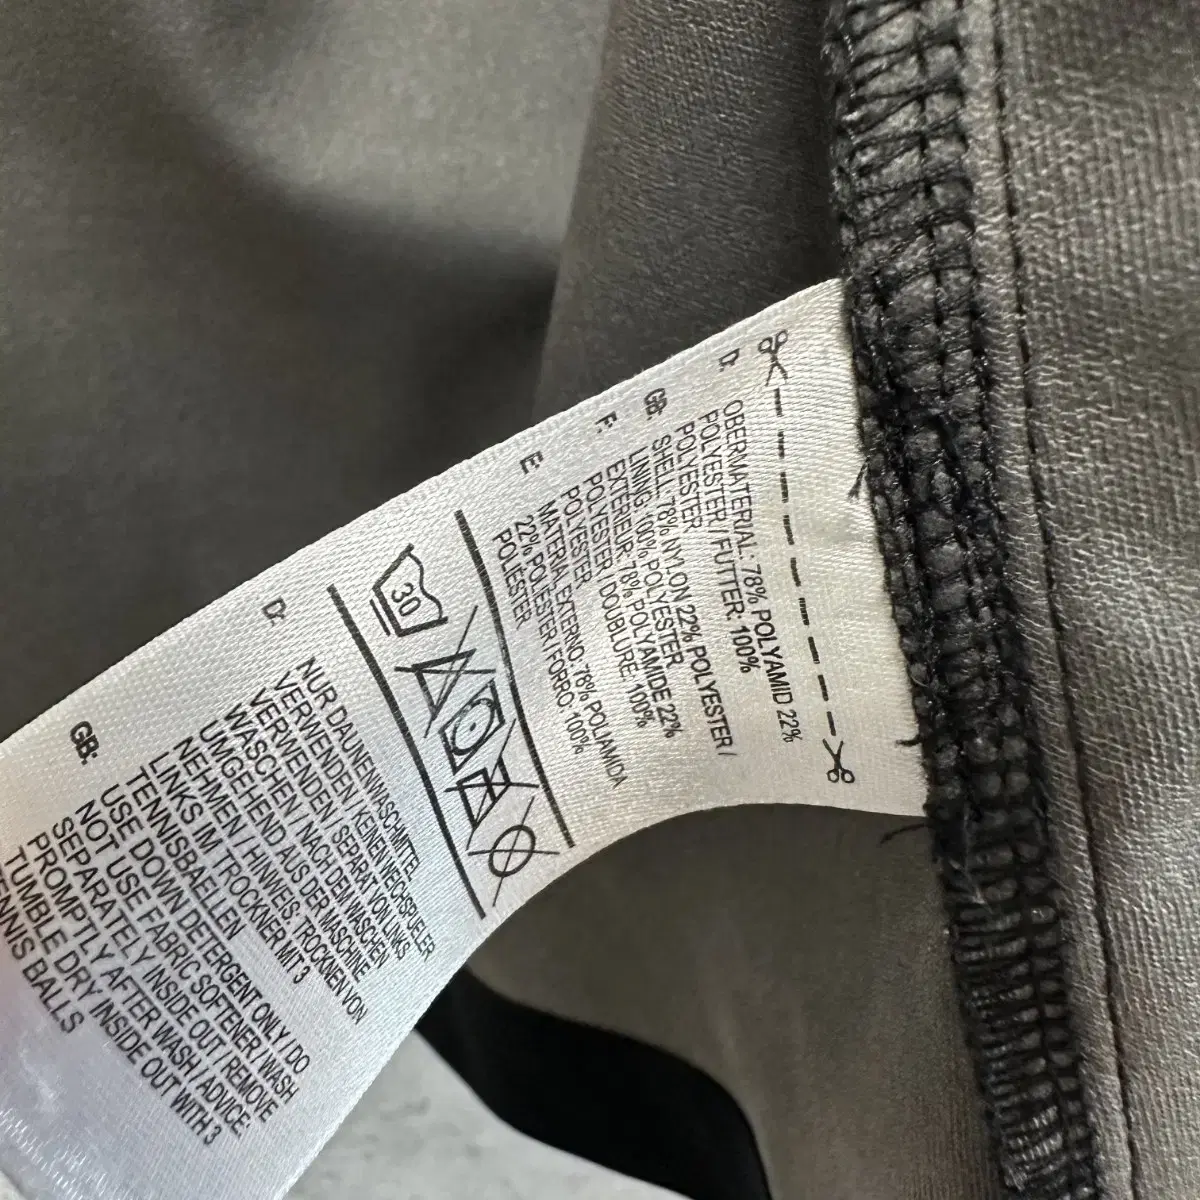 D:
OBERMATERIAL: 78% POLYAMID 22%
POLYESTER / FUTTER: 100%
POLYESTER
GB:
SHELL: 78% NYLON 22% POLYESTER /
LINING: 100% POLYESTER
F:
EXTERIEUR: 78% POLYAMIDE 22%
POLYESTER / DOUBLURE: 100%
POLYESTER
E:
MATERIAL EXTERNO: 78% POLIAMIDA
22% POLIESTER / FORRO: 100%
POLIESTER
30
D:
NUR DAUNENWASCHMITTEL
VERWENDEN / KEINEN WEICHSPUELER
VERWENDEN / SEPARAT VON LINKS
WASCHEN / NACH DEM WASCHEN
UMGEHEND AUS DER MASCHINE
NEHMEN / HINWEIS: TROCKNEN VON
LINKS IM TROCKNER MIT 3
TENNISBAELLEN
GB:
USE DOWN DETERGENT ONLY / DO
NOT USE FABRIC SOFTENER / WASH
SEPARATELY INSIDE OUT / REMOVE
PROMPTLY AFTER WASH / ADVICE:
TUMBLE DRY INSIDE OUT WITH 3
TENNIS BALLS